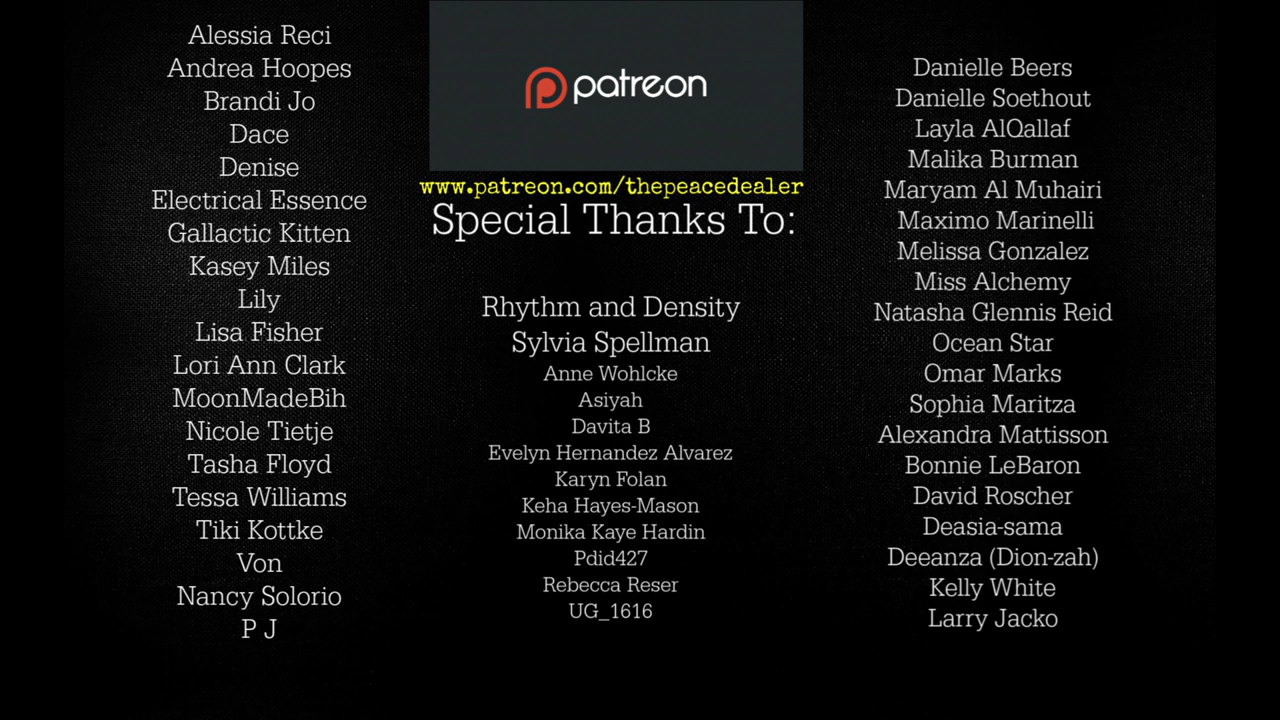 Alessia Reci
Andrea Hoopes
Brandi Jo
Dace
Denise
Electrical Essence
Gallactic Kitten
Kasey Miles
Lily
Lisa Fisher
Lori Ann Clark
MoonMadeBih
Nicole Tietje
Tasha Floyd
Tessa Williams
Tiki Kottke
Von
Nancy Solorio
P J
patreon
www.patreon.com/thepeacedealer
Special Thanks To:
Rhythm and Density
Sylvia Spellman
Anne Wohlcke
Asiyah
Davita B
Evelyn Hernandez Alvarez
Karyn Folan
Keha Hayes-Mason
Monika Kaye Hardin
Pdid427
Rebecca Reser
UG_1616
Danielle Beers
Danielle Soethout
Layla AlQallaf
Malika Burman
Maryam Al Muhairi
Maximo Marinelli
Melissa Gonzalez
Miss Alchemy
Natasha Glennis Reid
Ocean Star
Omar Marks
Sophia Maritza
Alexandra Mattisson
Bonnie LeBaron
David Roscher
Deasia-sama
Deeanza (Dion-zah)
Kelly White
Larry Jacko